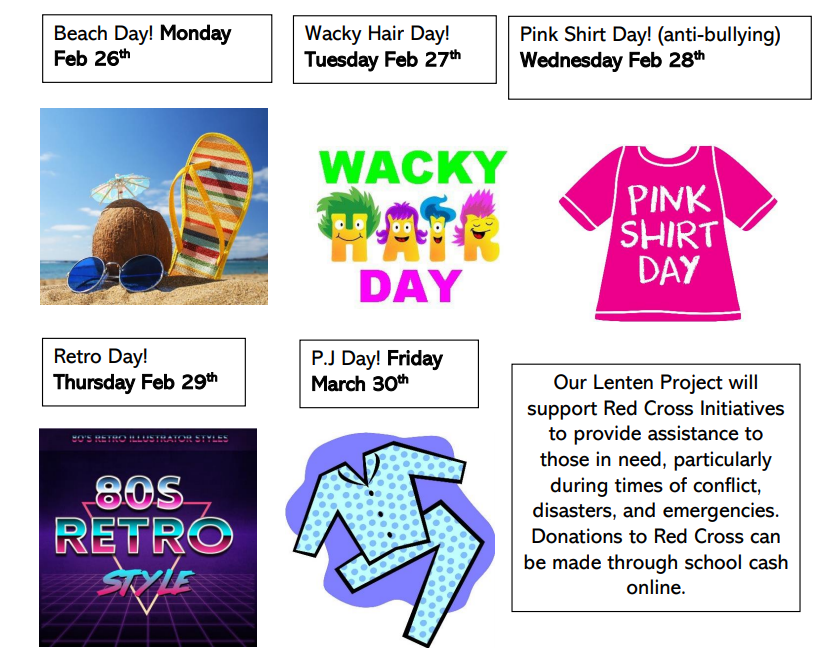 Beach Day! Monday
Feb 26th
Wacky Hair Day!
Tuesday Feb 27th
Pink Shirt Day! (anti-bullying)
Wednesday Feb 28th
WACKY
HAIR
DAY
PINK
SHIRT
DAY
Retro Day!
Thursday Feb 29th
P.J Day! Friday
March 30th
80'S RETRO ILLUSTRATOR STYLES
80S
RETRO
STYLE
Our Lenten Project will
support Red Cross Initiatives
to provide assistance to
those in need, particularly
during times of conflict,
disasters, and emergencies.
Donations to Red Cross can
be made through school cash
online.